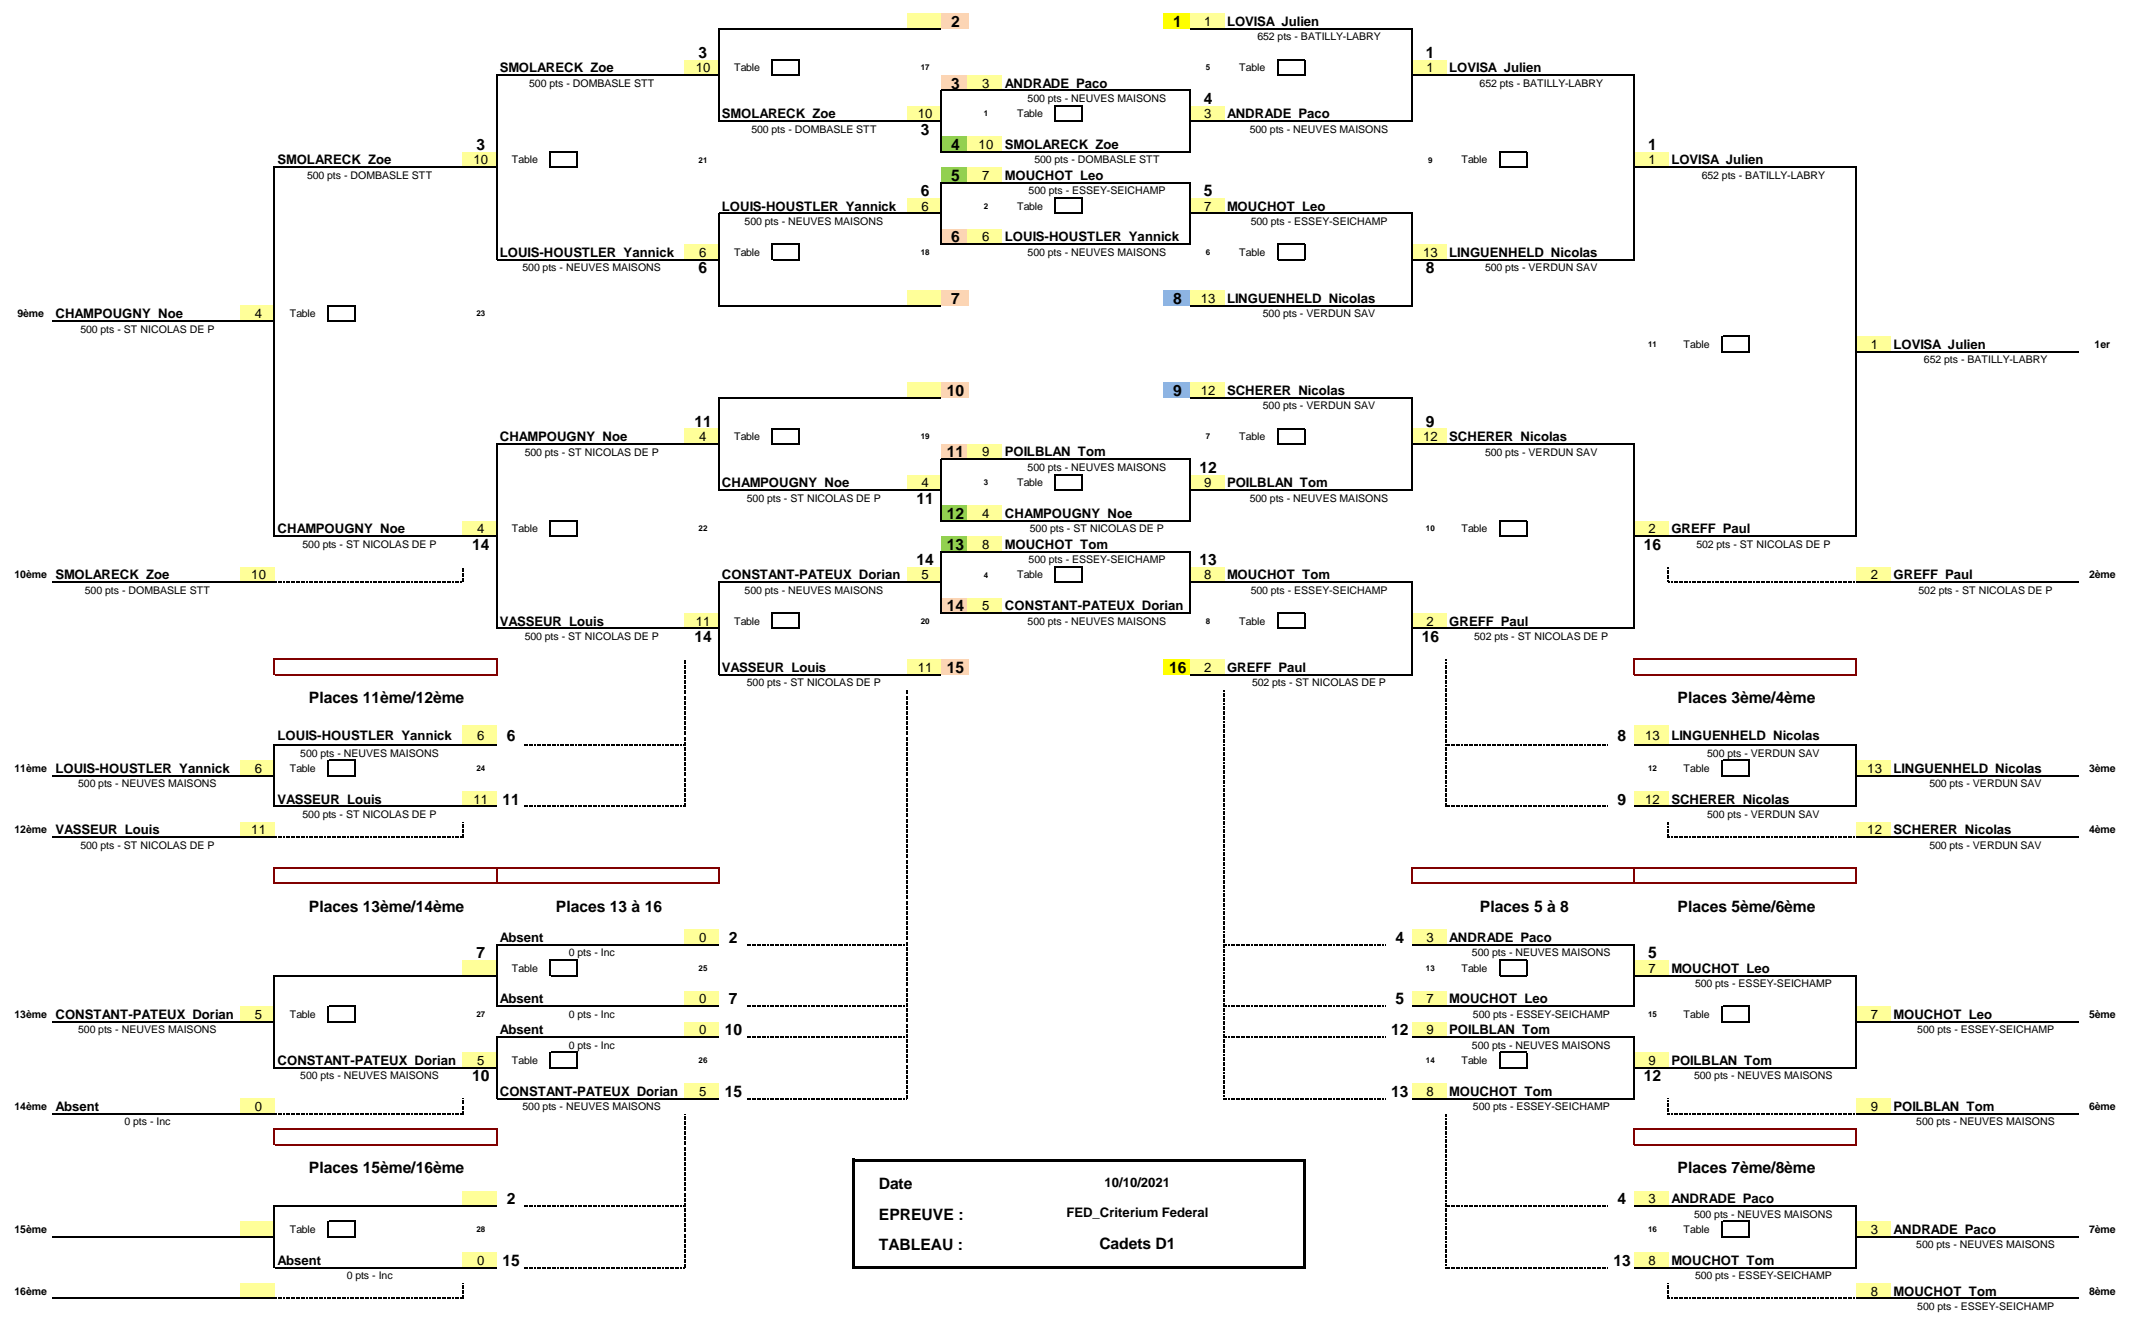 2
1 1 LOVISA Julien
652 pts - BATILLY-LABRY
3 1
SMOLARECK Zoe 10 Table 17 5 Table 1 LOVISA Julien
500 pts - DOMBASLE STT 3 3 ANDRADE Paco 652 pts - BATILLY-LABRY
500 pts - NEUVES MAISONS 4
SMOLARECK Zoe 10 1 Table 3 ANDRADE Paco
500 pts - DOMBASLE STT 3 500 pts - NEUVES MAISONS
3 4 10 SMOLARECK Zoe 1
SMOLARECK Zoe 10 Table 21 500 pts - DOMBASLE STT 9 Table 1 LOVISA Julien
500 pts - DOMBASLE STT 5 7 MOUCHOT Leo 652 pts - BATILLY-LABRY
6 500 pts - ESSEY-SEICHAMP 5
LOUIS-HOUSTLER Yannick 6 2 Table 7 MOUCHOT Leo
500 pts - NEUVES MAISONS 500 pts - ESSEY-SEICHAMP
6 6 LOUIS-HOUSTLER Yannick
LOUIS-HOUSTLER Yannick 6 Table 18 500 pts - NEUVES MAISONS 6 Table 13 LINGUENHELD Nicolas
500 pts - NEUVES MAISONS 6 8 500 pts - VERDUN SAV
7 8 13 LINGUENHELD Nicolas
9ème CHAMPOUGNY Noe 4 Table 23 500 pts - VERDUN SAV
500 pts - ST NICOLAS DE P
11 Table 1 LOVISA Julien 1er
652 pts - BATILLY-LABRY
10 9 12 SCHERER Nicolas
500 pts - VERDUN SAV
11 9
CHAMPOUGNY Noe 4 Table 19 7 Table 12 SCHERER Nicolas
500 pts - ST NICOLAS DE P 11 9 POILBLAN Tom 500 pts - VERDUN SAV
500 pts - NEUVES MAISONS 12
CHAMPOUGNY Noe 4 3 Table 9 POILBLAN Tom
500 pts - ST NICOLAS DE P 11 500 pts - NEUVES MAISONS
12 4 CHAMPOUGNY Noe
CHAMPOUGNY Noe 4 Table 22 500 pts - ST NICOLAS DE P 10 Table 2 GREFF Paul
500 pts - ST NICOLAS DE P 14 13 8 MOUCHOT Tom 16 502 pts - ST NICOLAS DE P
14 500 pts - ESSEY-SEICHAMP 13
10ème SMOLARECK Zoe 10 CONSTANT-PATEUX Dorian 5 4 Table 8 MOUCHOT Tom 2 GREFF Paul 2ème
500 pts - DOMBASLE STT 500 pts - NEUVES MAISONS 500 pts - ESSEY-SEICHAMP 502 pts - ST NICOLAS DE P
14 5 CONSTANT-PATEUX Dorian
VASSEUR Louis 11 Table 20 500 pts - NEUVES MAISONS 8 Table 2 GREFF Paul
500 pts - ST NICOLAS DE P 14 16 502 pts - ST NICOLAS DE P
VASSEUR Louis 11 15 16 2 GREFF Paul
500 pts - ST NICOLAS DE P 502 pts - ST NICOLAS DE P
Places 11ème/12ème Places 3ème/4ème
LOUIS-HOUSTLER Yannick 6 6 8 13 LINGUENHELD Nicolas
500 pts - NEUVES MAISONS 500 pts - VERDUN SAV
11ème LOUIS-HOUSTLER Yannick 6 Table 24 12 Table 13 LINGUENHELD Nicolas 3ème
500 pts - NEUVES MAISONS 500 pts - VERDUN SAV
VASSEUR Louis 11 11 9 12 SCHERER Nicolas
500 pts - ST NICOLAS DE P 500 pts - VERDUN SAV
12ème VASSEUR Louis 11 12 SCHERER Nicolas 4ème
500 pts - ST NICOLAS DE P 500 pts - VERDUN SAV
Places 13ème/14ème Places 13 à 16 Places 5 à 8 Places 5ème/6ème
Absent 0 2 4 3 ANDRADE Paco
7 0 pts - Inc 500 pts - NEUVES MAISONS 5
Table 25 13 Table 7 MOUCHOT Leo
500 pts - ESSEY-SEICHAMP
Absent 0 7 5 7 MOUCHOT Leo
13ème CONSTANT-PATEUX Dorian 5 Table 27 0 pts - Inc 500 pts - ESSEY-SEICHAMP 15 Table 7 MOUCHOT Leo 5ème
500 pts - NEUVES MAISONS Absent 0 10 12 9 POILBLAN Tom 500 pts - ESSEY-SEICHAMP
0 pts - Inc 500 pts - NEUVES MAISONS
CONSTANT-PATEUX Dorian 5 Table 26 14 Table 9 POILBLAN Tom
500 pts - NEUVES MAISONS 10 12 500 pts - NEUVES MAISONS
CONSTANT-PATEUX Dorian 5 15 13 8 MOUCHOT Tom
14ème Absent 0 500 pts - NEUVES MAISONS 500 pts - ESSEY-SEICHAMP 9 POILBLAN Tom 6ème
0 pts - Inc 500 pts - NEUVES MAISONS
Places 15ème/16ème Places 7ème/8ème
Date 10/10/2021
2 4 3 ANDRADE Paco
EPREUVE : FED_Criterium Federal 500 pts - NEUVES MAISONS
15ème Table 28 16 Table 3 ANDRADE Paco 7ème
TABLEAU : Cadets D1 500 pts - NEUVES MAISONS
Absent 0 15 13 8 MOUCHOT Tom
0 pts - Inc 500 pts - ESSEY-SEICHAMP
16ème 8 MOUCHOT Tom 8ème
500 pts - ESSEY-SEICHAMP